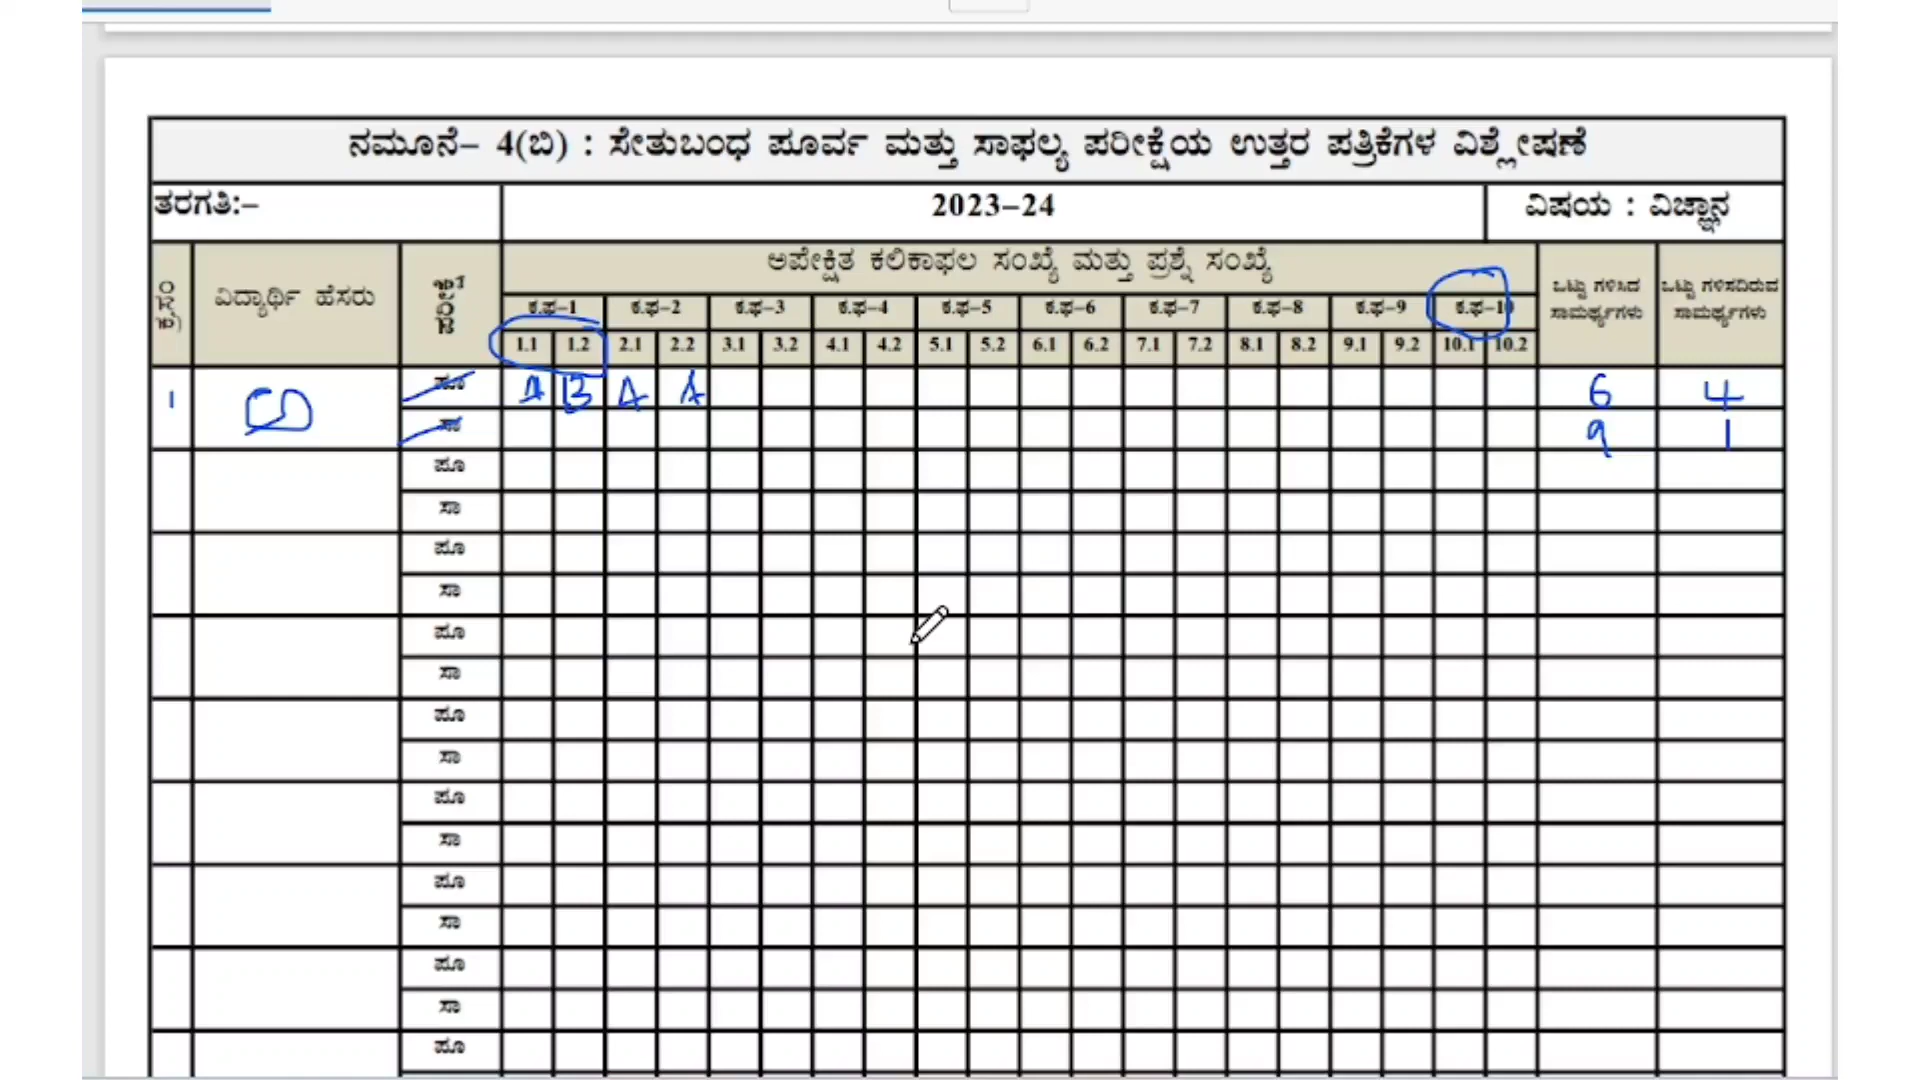 ನಮೂನೆ– 4(ಬಿ) : ಸೇತುಬಂಧ ಪೂರ್ವ ಮತ್ತು ಸಾಫಲ್ಯ ಪರೀಕ್ಷೆಯ ಉತ್ತರ ಪತ್ರಿಕೆಗಳ ವಿಶ್ಲೇಷಣೆ
ತರಗತಿ:– 2023–24 ವಿಷಯ : ವಿಜ್ಞಾನ
ವಿದ್ಯಾರ್ಥಿ ಹೆಸರು ಅಪೇಕ್ಷಿತ ಕಲಿಕಾಫಲ ಸಂಖ್ಯೆ ಮತ್ತು ಪ್ರಶ್ನೆ ಸಂಖ್ಯೆ ಒಟ್ಟು ಗಳಿಸಿದ ಸಾಮರ್ಥ್ಯಗಳು ಒಟ್ಟು ಗಳಿಸದಿರುವ ಸಾಮರ್ಥ್ಯಗಳು
ಕ.ಫ–1 ಕ.ಫ–2 ಕ.ಫ–3 ಕ.ಫ–4 ಕ.ಫ–5 ಕ.ಫ–6 ಕ.ಫ–7 ಕ.ಫ–8 ಕ.ಫ–9 ಕ.ಫ–10
1.1 1.2 2.1 2.2 3.1 3.2 4.1 4.2 5.1 5.2 6.1 6.2 7.1 7.2 8.1 8.2 9.1 9.2 10.1 10.2
1 ಪೂ A B A A 6 4
ಸಾ 9 1
ಪೂ
ಸಾ
ಪೂ
ಸಾ
ಪೂ
ಸಾ
ಪೂ
ಸಾ
ಪೂ
ಸಾ
ಪೂ
ಸಾ
ಪೂ
ಸಾ
ಪೂ